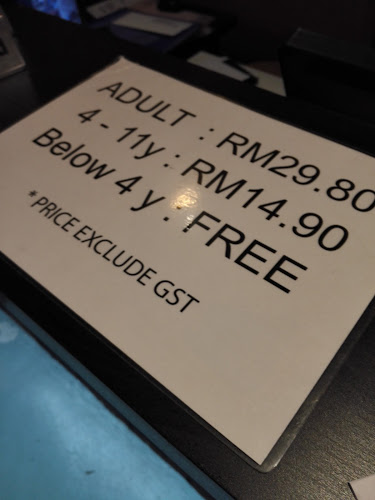 ADULT : RM29.80
4 - 11y : RM14.90
Below 4 y : FREE
* PRICE EXCLUDE GST